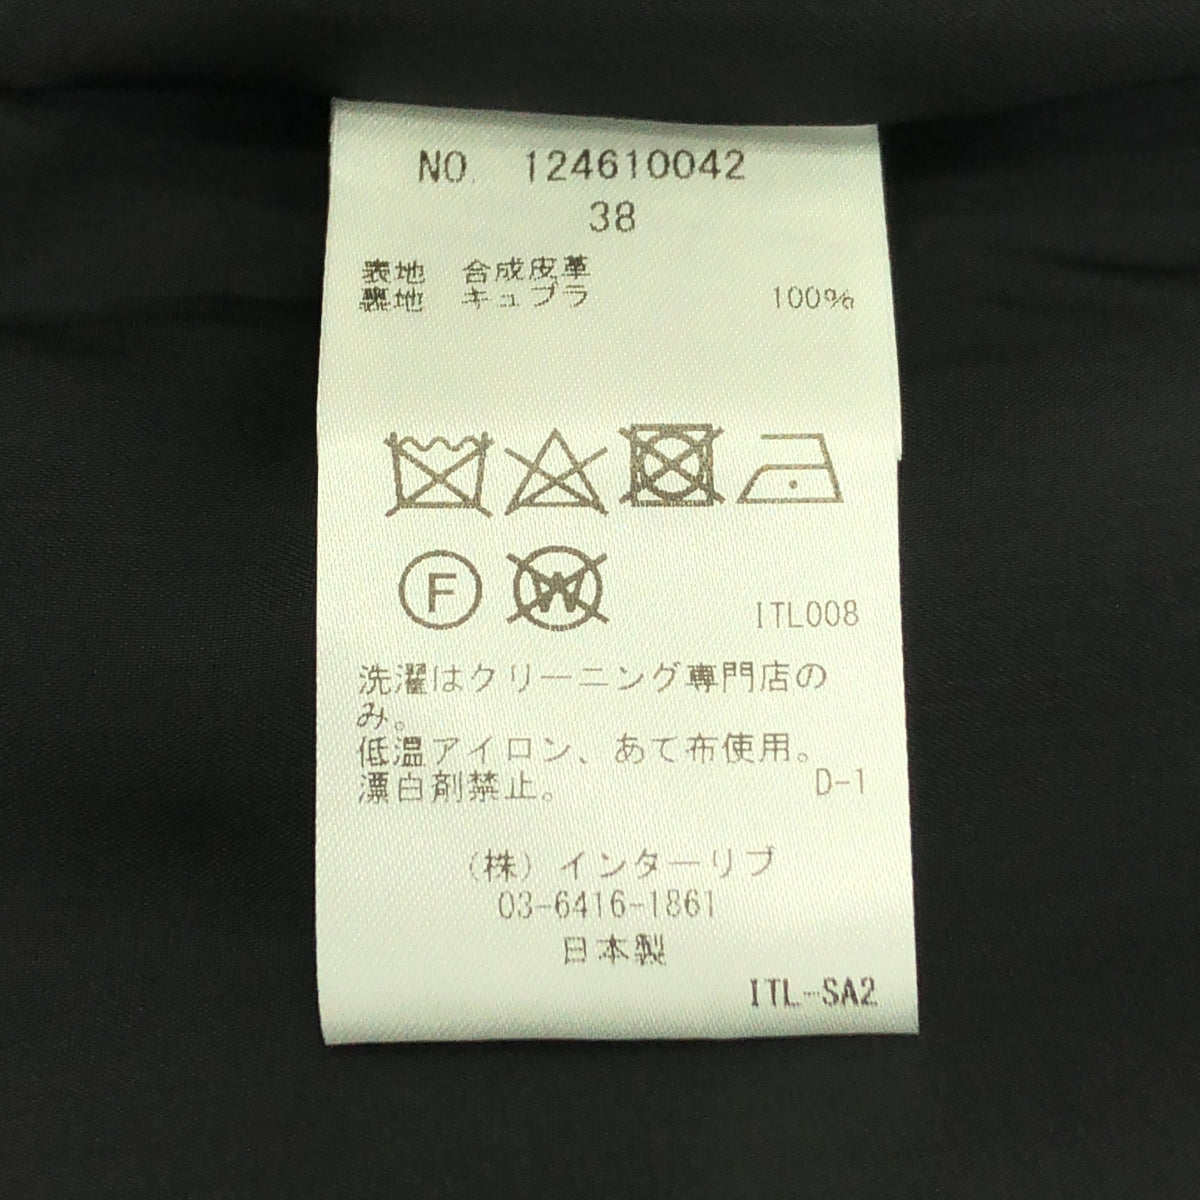 NO. 124610042
38
表地 合成皮革
裏地 キュプラ 100%
F W
ITL008
洗濯はクリーニング専門店の
み。
低温アイロン、あて布使用。
漂白剤禁止。 D-1
(株)インターリブ
03-6416-1861
日本製
ITL-SA2